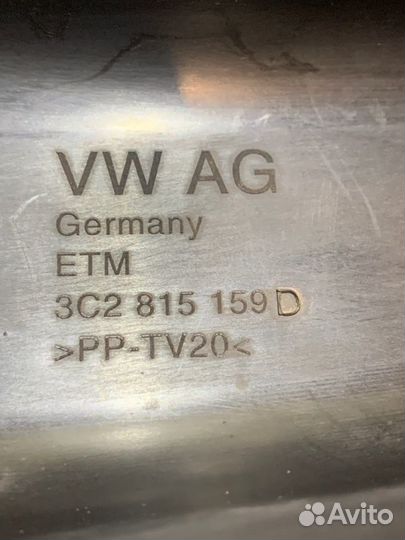 VW AG
Germany
ETM
3C2 815 159 D
>PP-TV20<
Avito